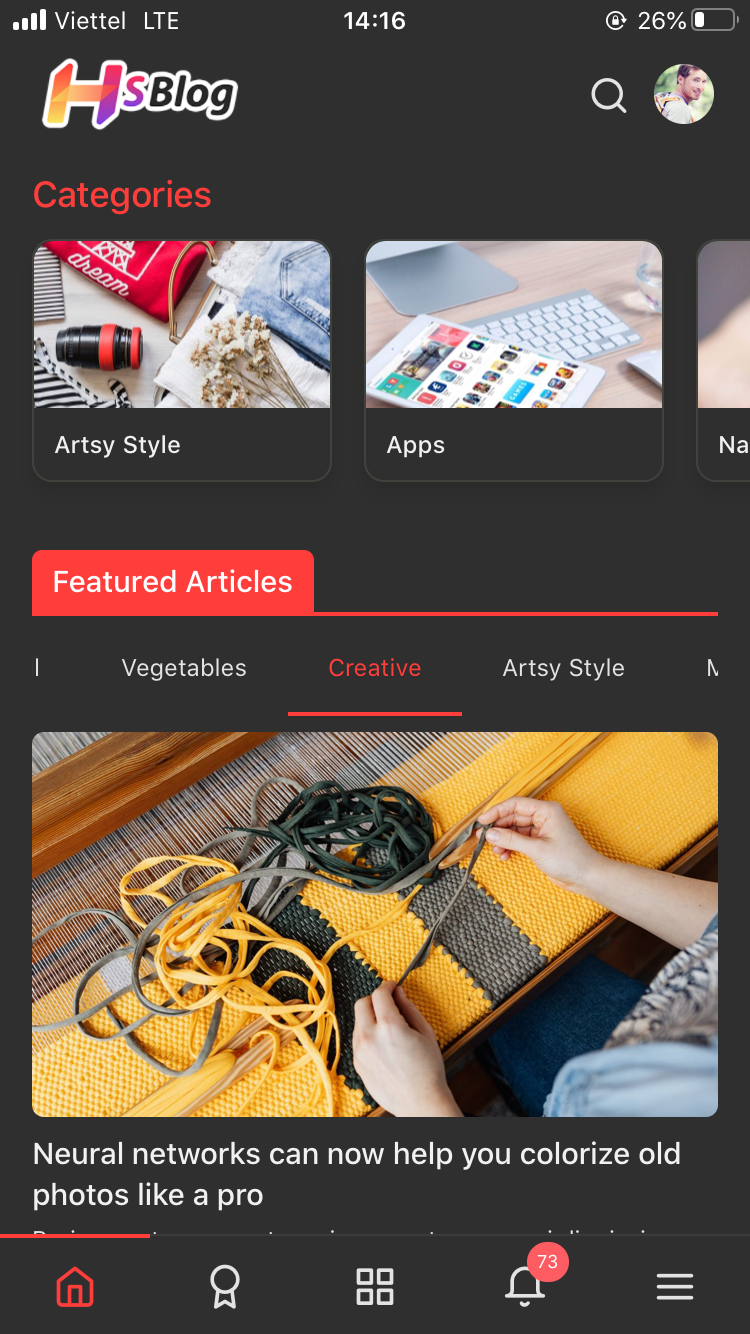 Viettel LTE 14:16 26%
HSBlog
Categories
dream
Artsy Style
Apps
Na
Featured Articles
Vegetables Creative Artsy Style
Neural networks can now help you colorize old
photos like a pro
73